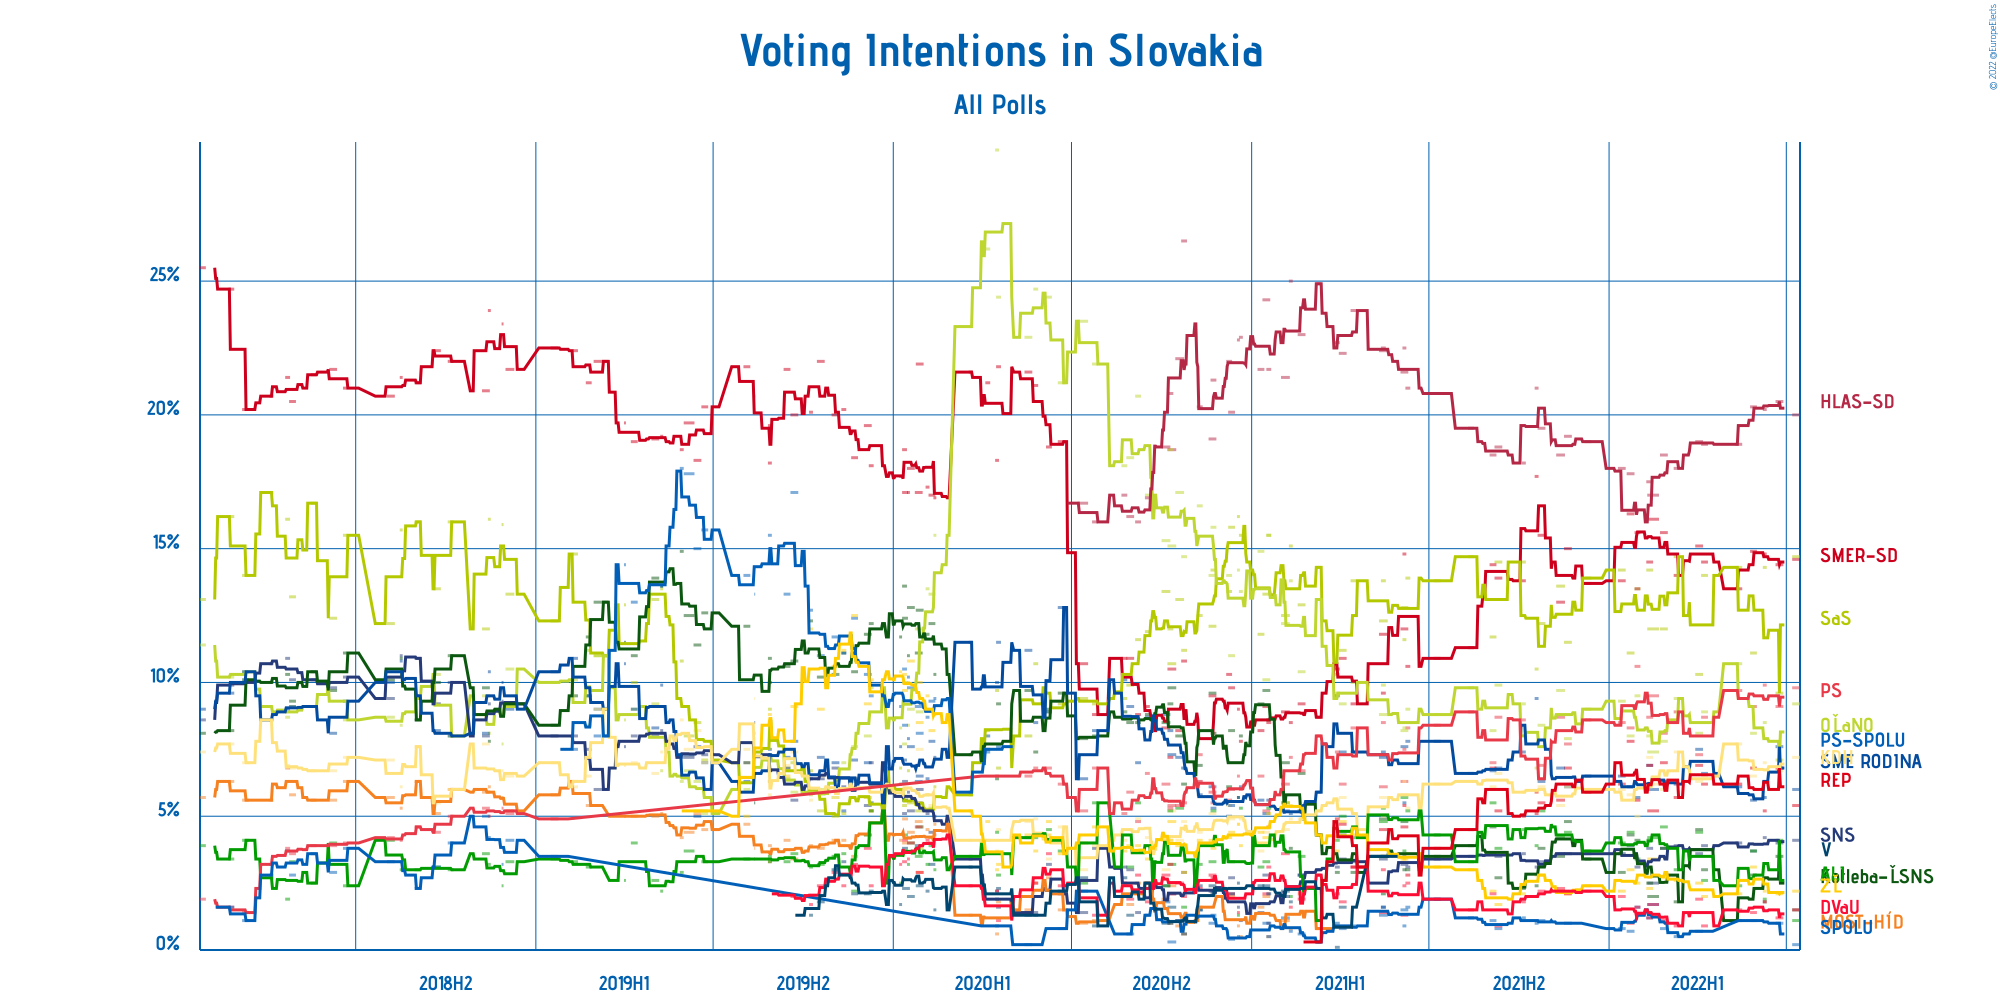 © 2022 @EuropeElects
Voting Intentions in Slovakia
All Polls
25%
20%
15%
10%
5%
0%
HLAS-SD
SMER-SD
SaS
PS
OĽaNO
PS-SPOLU
KDH
SME RODINA
REP
SNS
V
Kotleba-ĽSNS
ZĽ
DVaU
MOST-HÍD
SPOLU
2018H2 2019H1 2019H2 2020H1 2020H2 2021H1 2021H2 2022H1